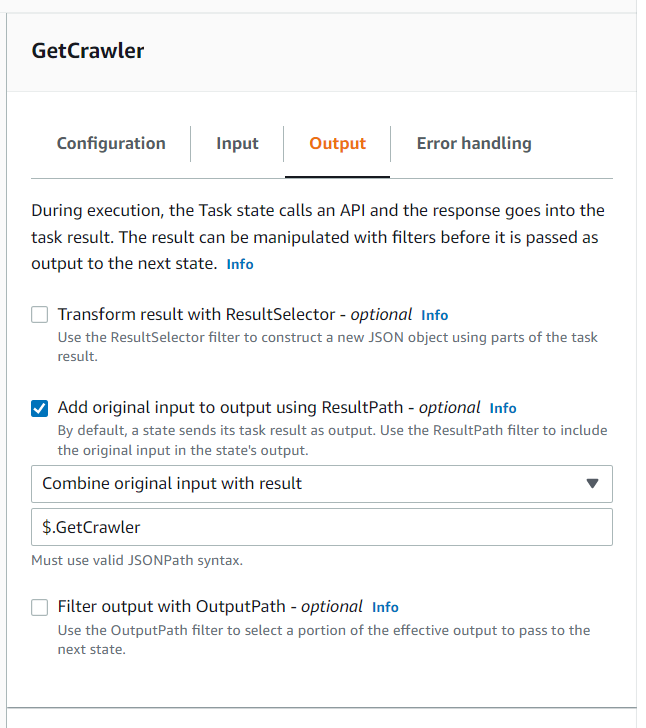 GetCrawler
Configuration
Input
Output
Error handling
During execution, the Task state calls an API and the response goes into the
task result. The result can be manipulated with filters before it is passed as
output to the next state. Info
Transform result with ResultSelector - optional Info
Use the ResultSelector filter to construct a new JSON object using parts of the task
result.
Add original input to output using ResultPath - optional Info
By default, a state sends its task result as output. Use the ResultPath filter to include
the original input in the state's output.
Combine original input with result
$.GetCrawler
Must use valid JSONPath syntax.
Filter output with OutputPath - optional Info
Use the OutputPath filter to select a portion of the effective output to pass to the
next state.